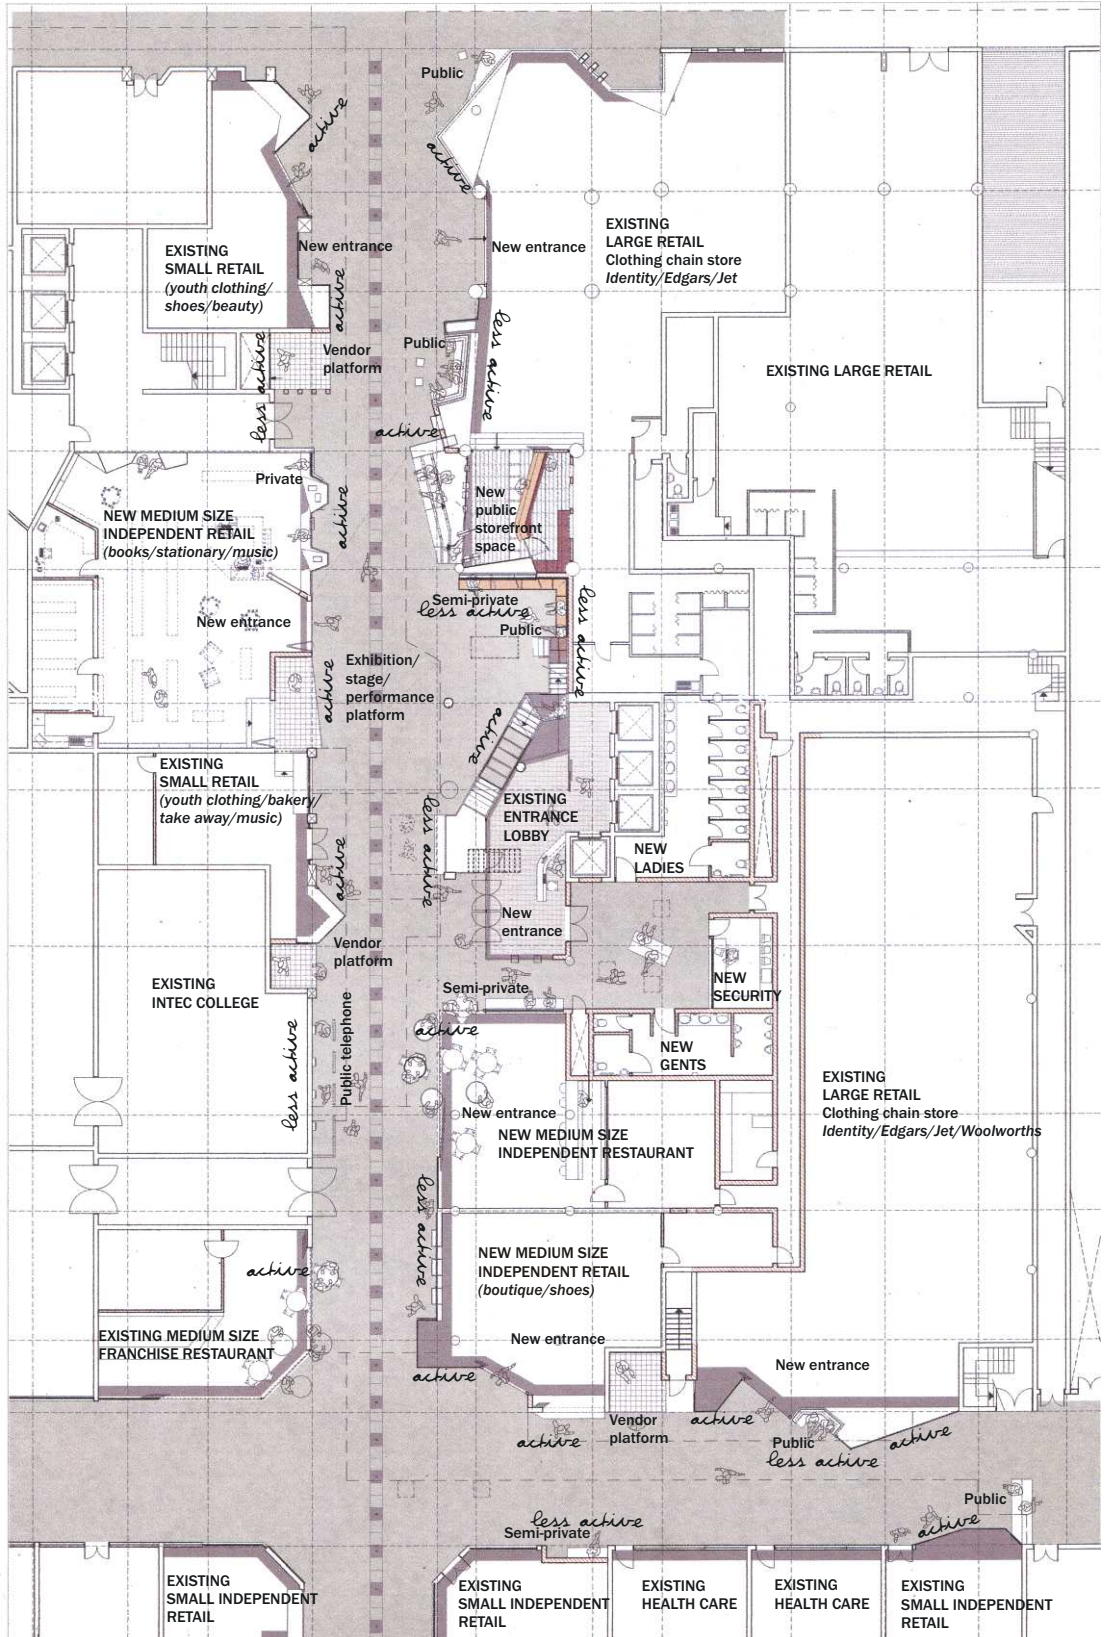 Public
active
active
New entrance
New entrance
EXISTING
LARGE RETAIL
Clothing chain store
Identity/Edgars/Jet
EXISTING
SMALL RETAIL
(youth clothing/
shoes/beauty)
active
less active
Vendor
platform
Public
less active
EXISTING LARGE RETAIL
active
Private
New
public
storefront
space
NEW MEDIUM SIZE
INDEPENDENT RETAIL
(books/stationary/music)
active
Semi-private
less active
Public
less active
New entrance
Exhibition/
stage/
performance
platform
active
active
EXISTING
SMALL RETAIL
(youth clothing/bakery/
take away/music)
EXISTING
ENTRANCE
LOBBY
less active
NEW
LADIES
active
New
entrance
Vendor
platform
EXISTING
INTEC COLLEGE
Semi-private
NEW
SECURITY
less active
Public telephone
active
NEW
GENTS
EXISTING
LARGE RETAIL
Clothing chain store
Identity/Edgars/Jet/Woolworths
New entrance
NEW MEDIUM SIZE
INDEPENDENT RESTAURANT
less active
NEW MEDIUM SIZE
INDEPENDENT RETAIL
(boutique/shoes)
active
EXISTING MEDIUM SIZE
FRANCHISE RESTAURANT
New entrance
New entrance
active
Vendor
platform
active
active
Public
less active
active
Public
active
less active
Semi-private
EXISTING
SMALL INDEPENDENT
RETAIL
EXISTING
SMALL INDEPENDENT
RETAIL
EXISTING
HEALTH CARE
EXISTING
HEALTH CARE
EXISTING
SMALL INDEPENDENT
RETAIL